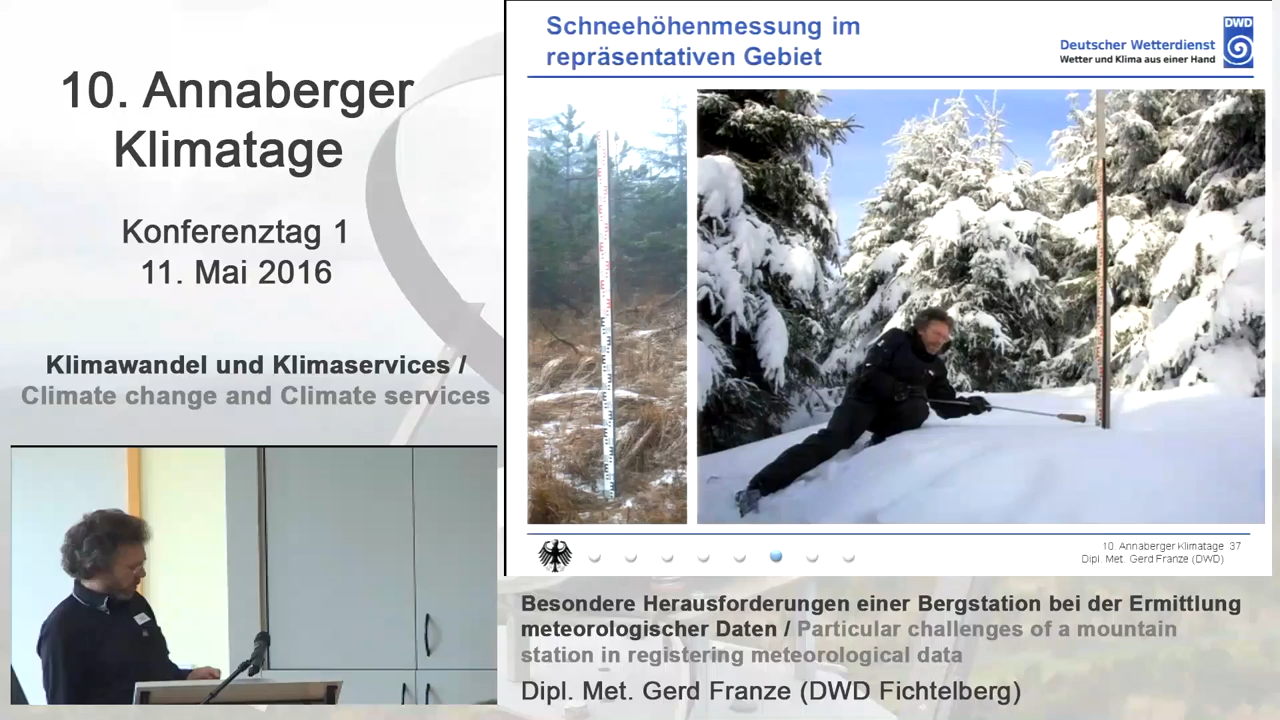 10. Annaberger
Klimatage
Konferenztag 1
11. Mai 2016
Klimawandel und Klimaservices /
Climate change and Climate services
Schneehöhenmessung im
repräsentativen Gebiet
DWD
Deutscher Wetterdienst
Wetter und Klima aus einer Hand
10. Annaberger Klimatage 37
Dipl. Met. Gerd Franze (DWD)
Besondere Herausforderungen einer Bergstation bei der Ermittlung
meteorologischer Daten / Particular challenges of a mountain
station in registering meteorological data
Dipl. Met. Gerd Franze (DWD Fichtelberg)